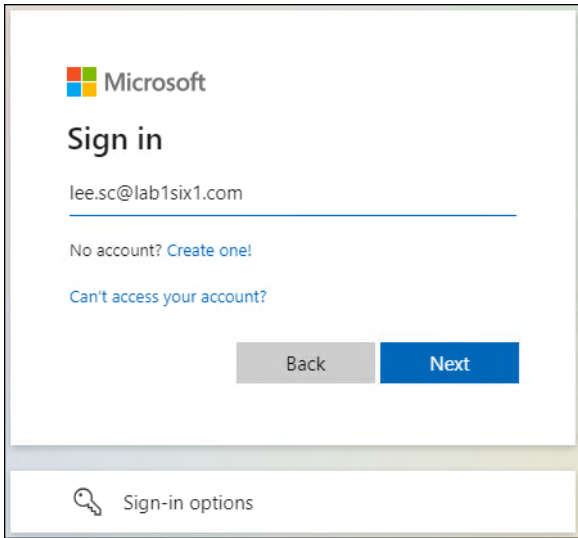 Microsoft
Sign in
lee.sc@lab1six1.com
No account? Create one!
Can't access your account?
Back Next
Sign-in options